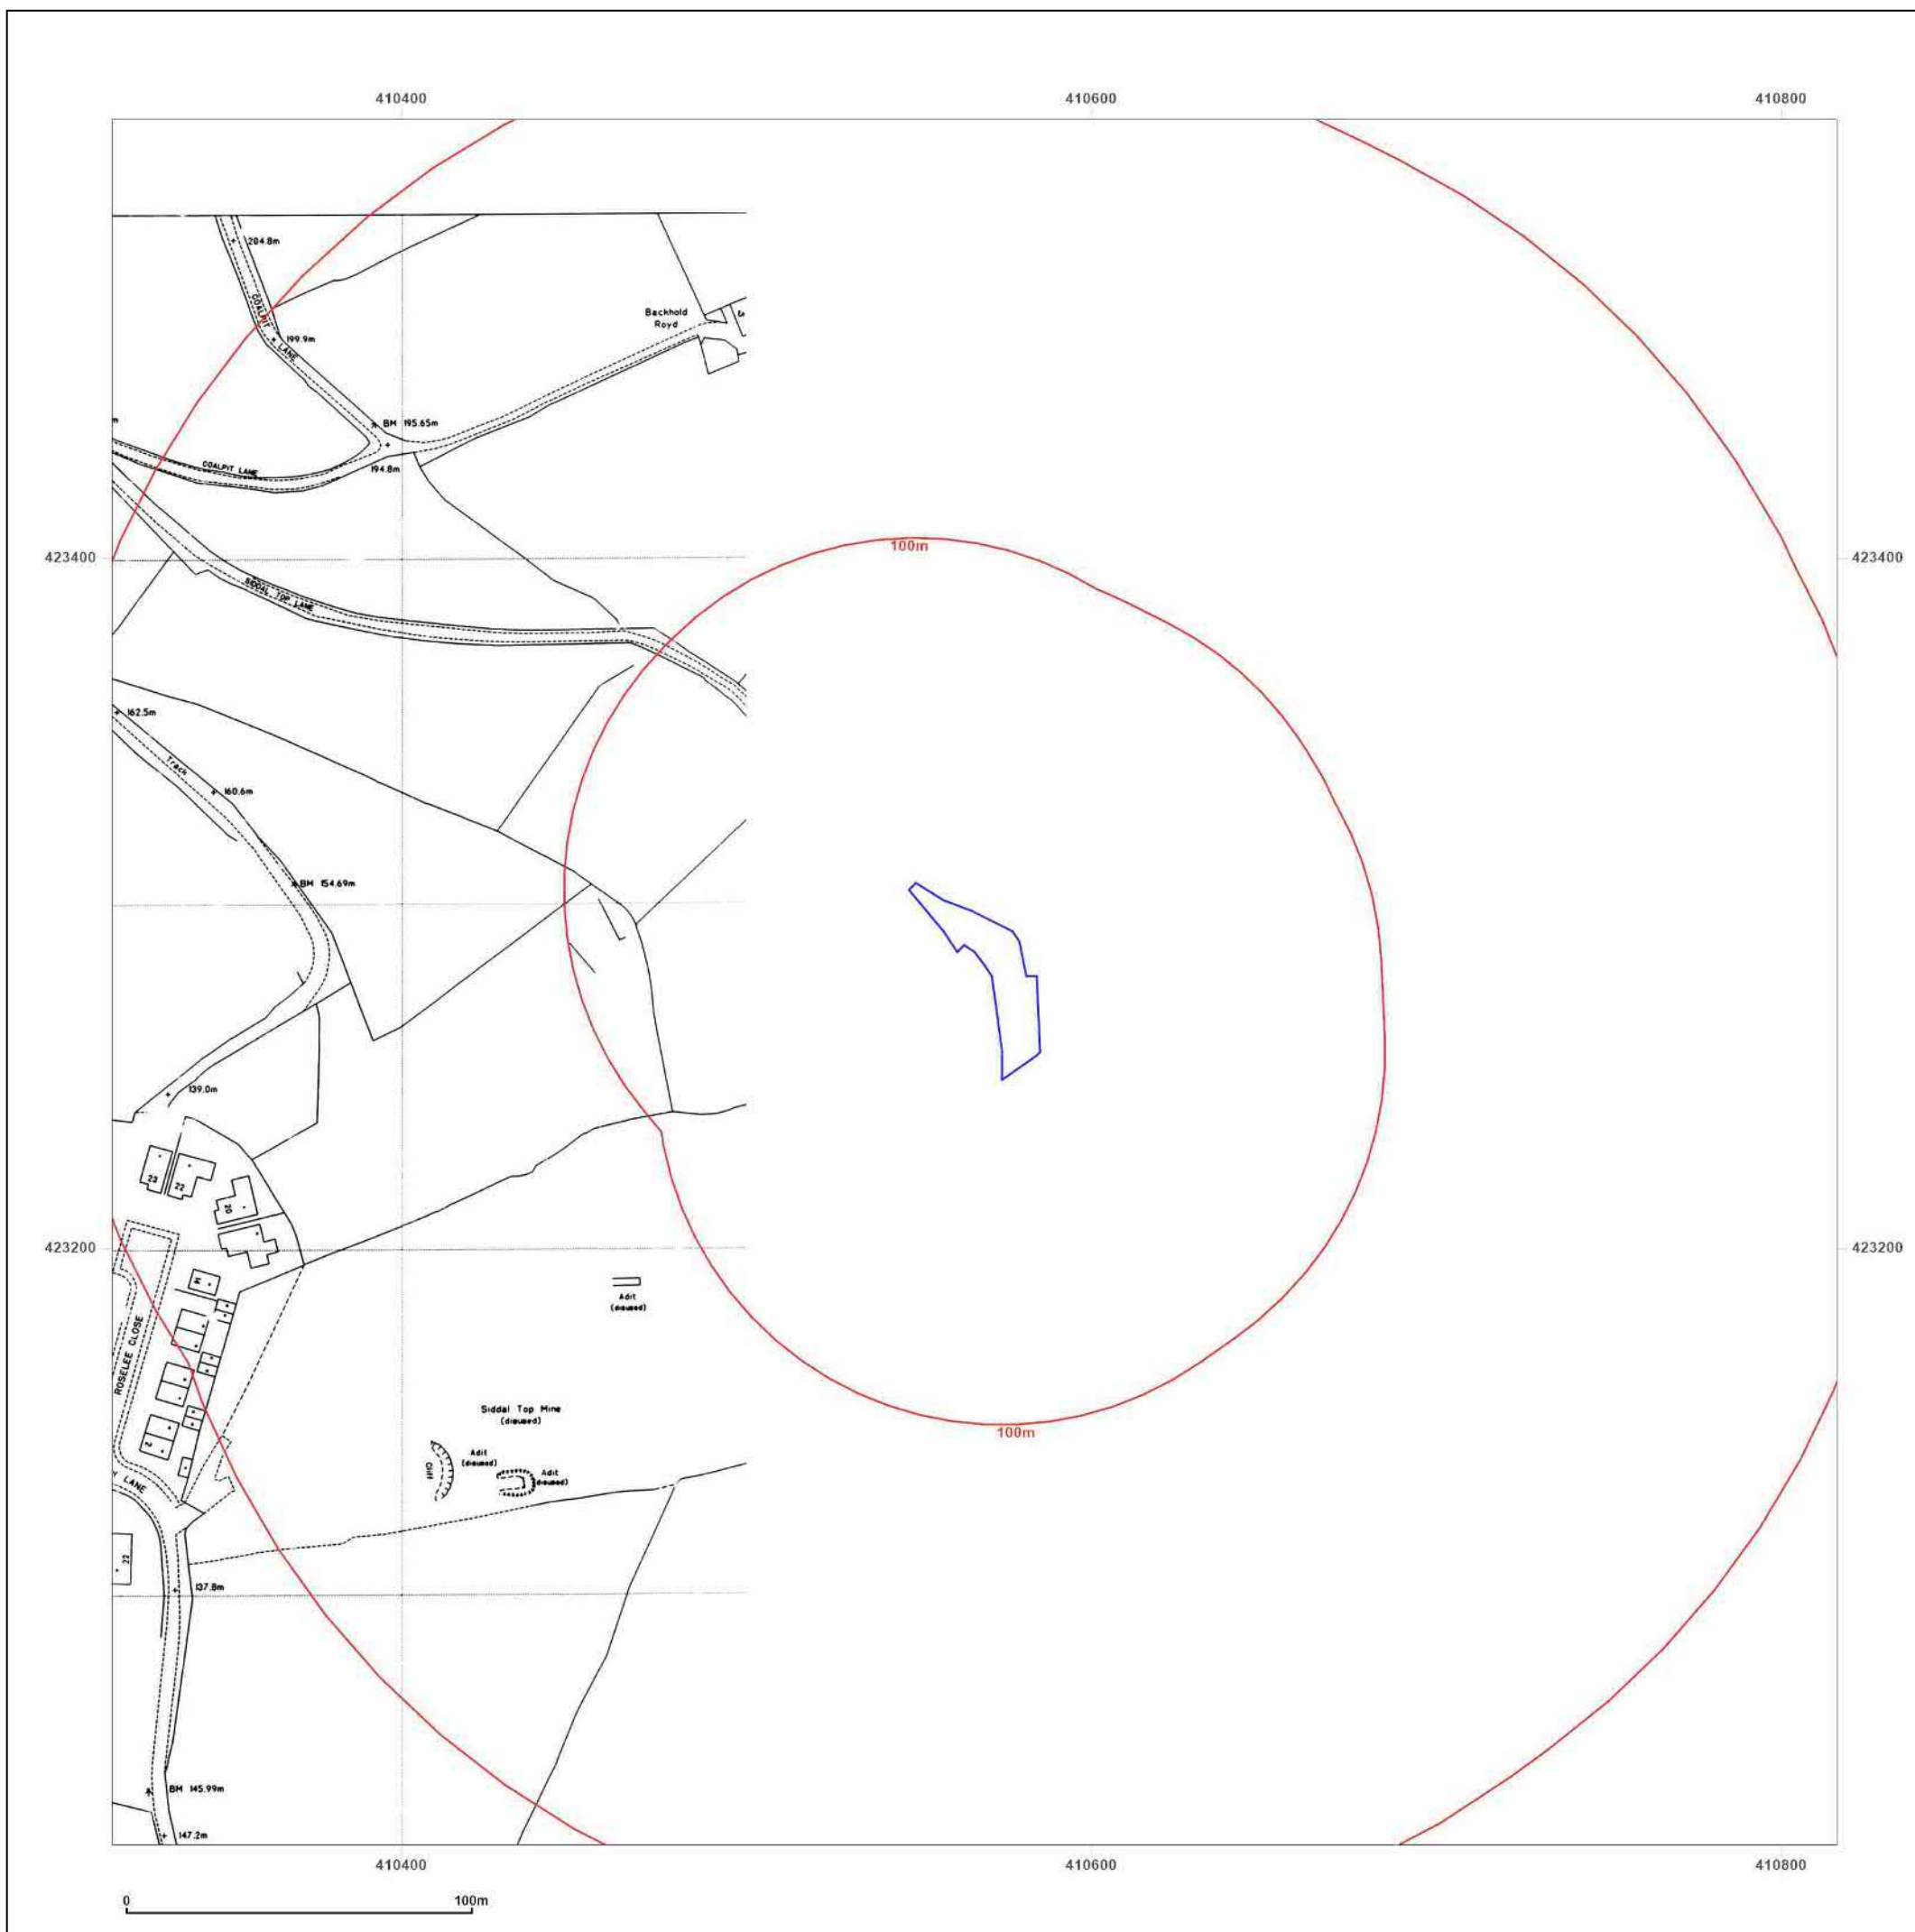 410400
410600
410800
204.8m
COALPIT
LANE
199.9m
Backhold
Royd
BM 195.65m
m
COALPIT LANE
194.8m
423400
423400
100m
SIDDAL TOP LANE
162.5m
Track
160.6m
BM 154.69m
139.0m
23
22
20
423200
423200
14
Adit
(disused)
ROSELEE CLOSE
Siddal Top Mine
(disused)
100m
2
Cliff
Adit
(disused)
Adit
(disused)
Y LANE
22
137.8m
BM 145.99m
147.2m
410400
410600
410800
0
100m